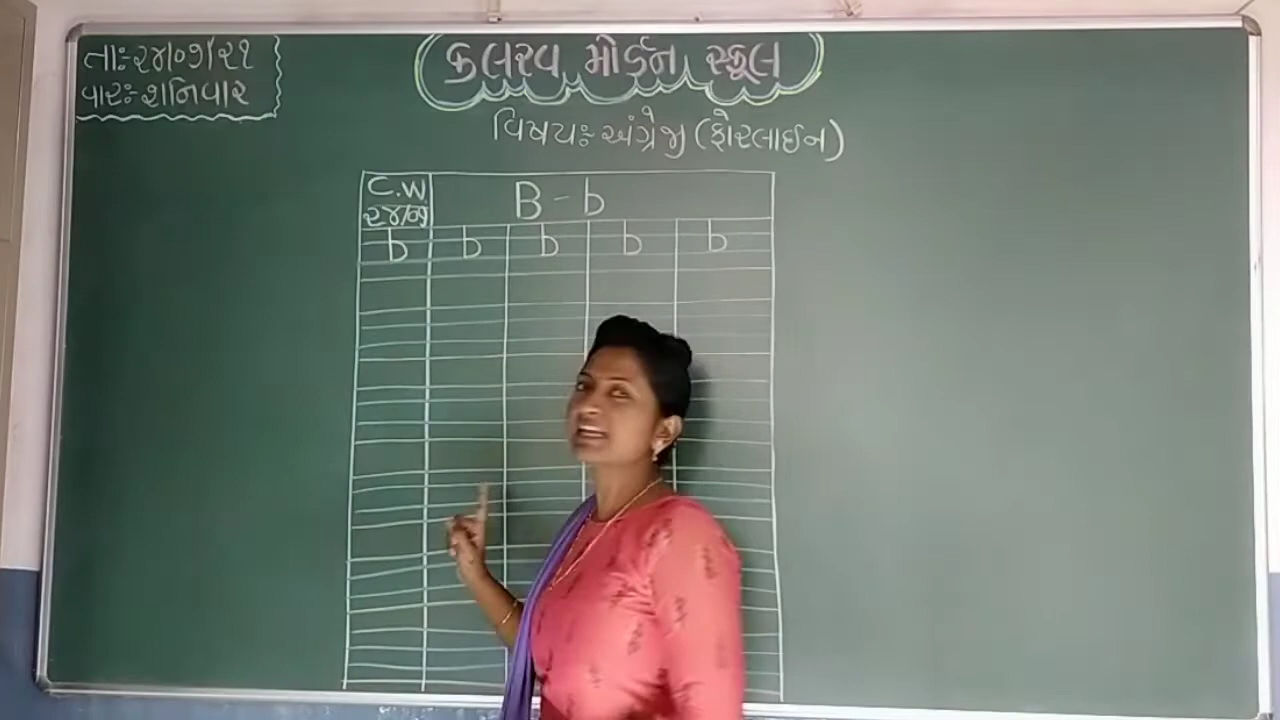 તાઃ૨૪/૦૭/૨૧
વારઃશનિવાર
કલરવ મોર્ડન સ્કૂલ
વિષયઃઅંગ્રેજી (ફોરલાઈન)
C.W
૨૪/૦૭
B - b
b b b b b